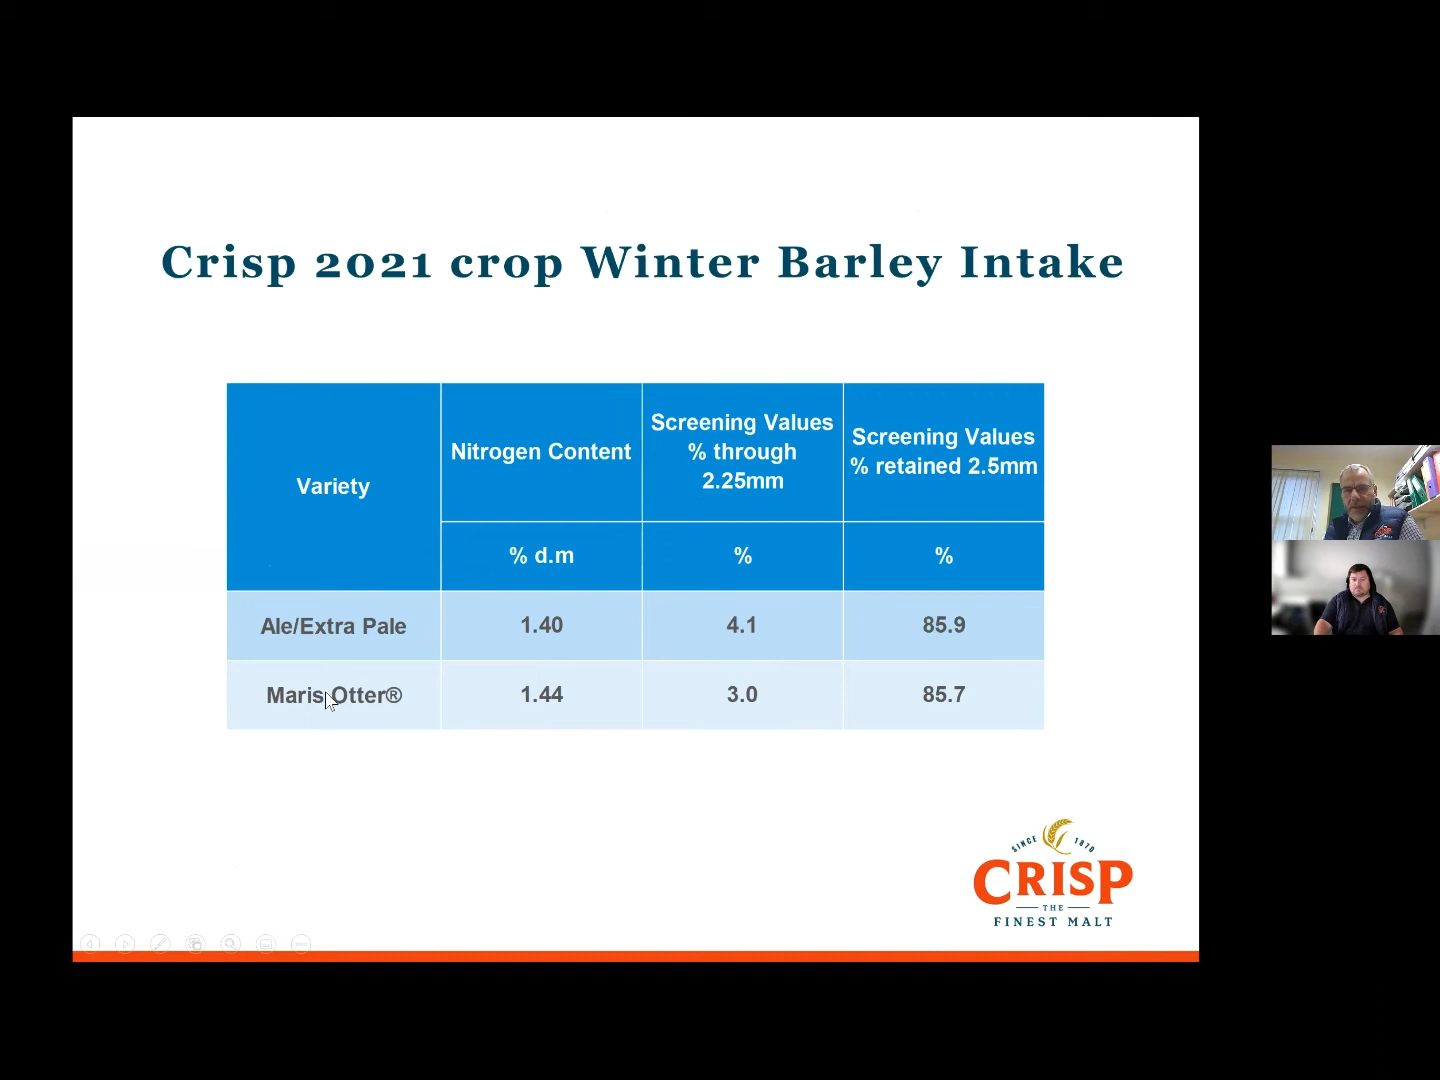 Crisp 2021 crop Winter Barley Intake
Variety
Nitrogen Content
Screening Values
% through
2.25mm
Screening Values
% retained 2.5mm
% d.m
%
%
Ale/Extra Pale
1.40
4.1
85.9
Maris Otter®
1.44
3.0
85.7
SINCE 1870
CRISP
THE
FINEST MALT